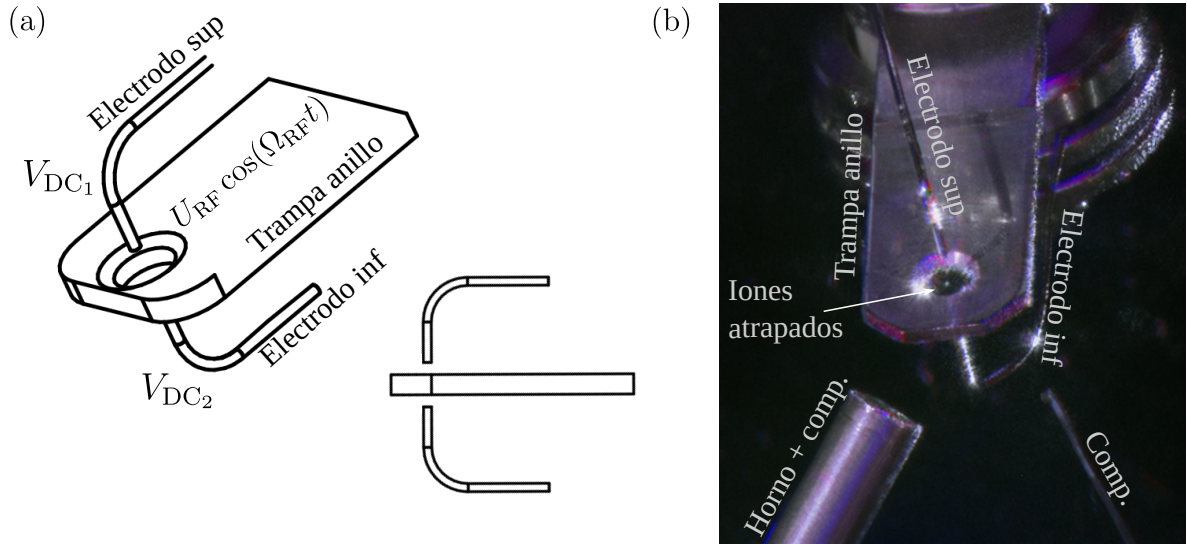 (a)
Electrodo sup
V_DC1
U_RF cos(Ω_RF t)
Trampa anillo
Electrodo inf
V_DC2
(b)
Electrodo sup
Trampa anillo
Electrodo inf
Iones
atrapados
Horno + comp.
Comp.